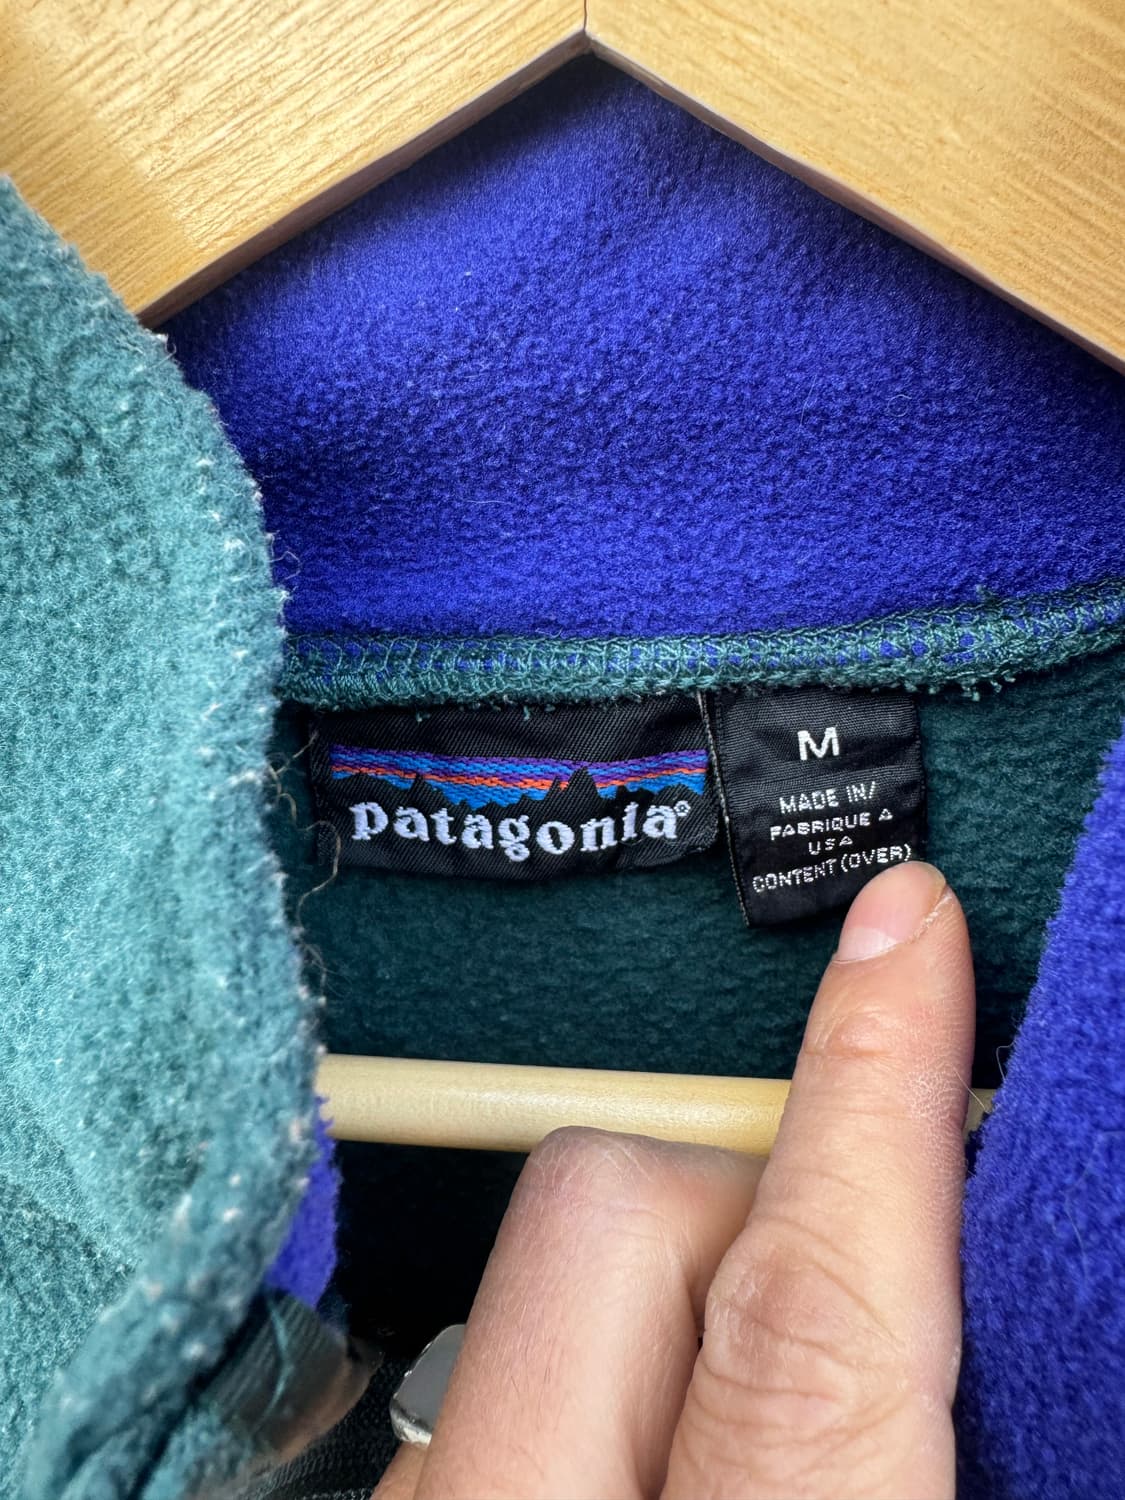 patagonia®
M
MADE IN/
FABRIQUE A
USA
CONTENT (OVER)